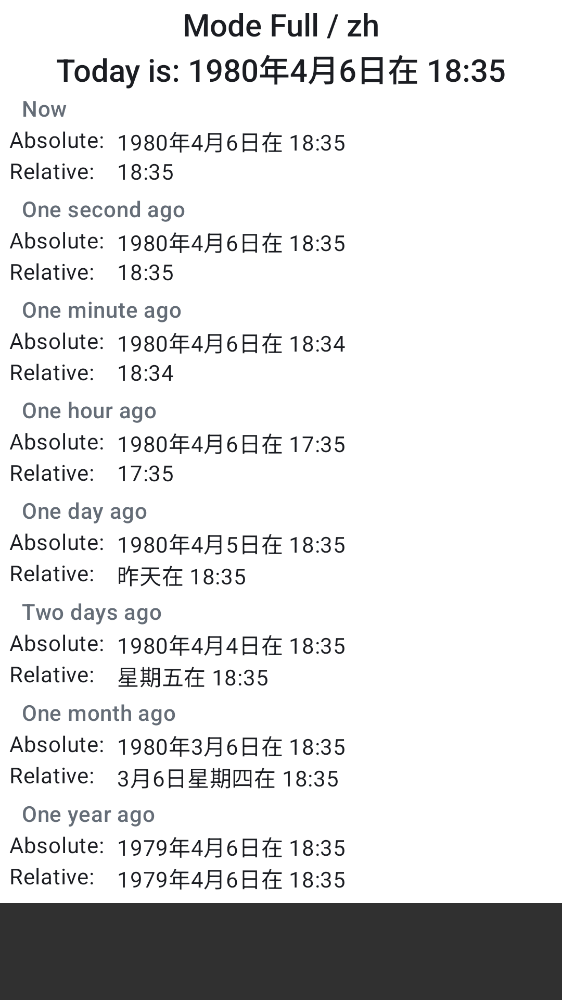 Mode Full / zh
Today is: 1980年4月6日在 18:35
Now
Absolute: 1980年4月6日在 18:35
Relative: 18:35
One second ago
Absolute: 1980年4月6日在 18:35
Relative: 18:35
One minute ago
Absolute: 1980年4月6日在 18:34
Relative: 18:34
One hour ago
Absolute: 1980年4月6日在 17:35
Relative: 17:35
One day ago
Absolute: 1980年4月5日在 18:35
Relative: 昨天在 18:35
Two days ago
Absolute: 1980年4月4日在 18:35
Relative: 星期五在 18:35
One month ago
Absolute: 1980年3月6日在 18:35
Relative: 3月6日星期四在 18:35
One year ago
Absolute: 1979年4月6日在 18:35
Relative: 1979年4月6日在 18:35